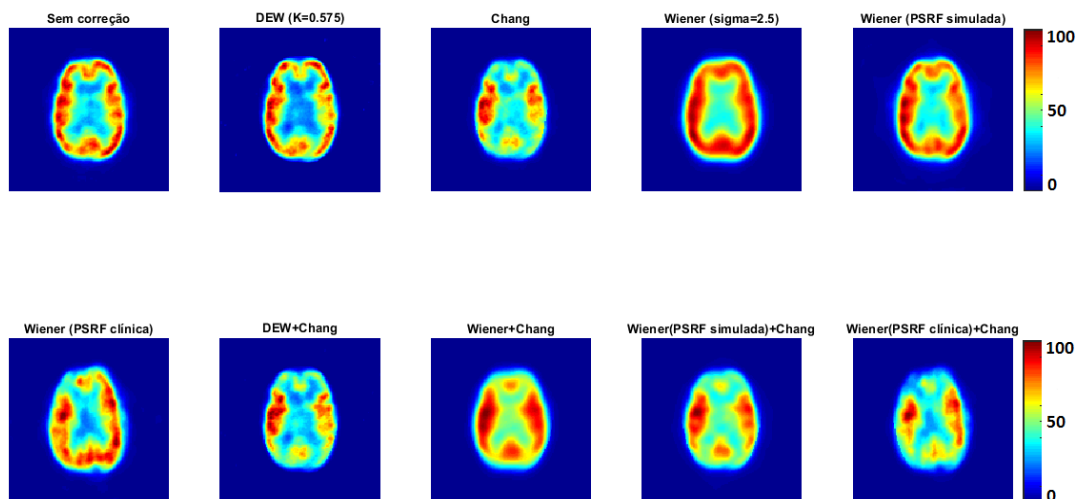 Sem correção
DEW (K=0.575)
Chang
Wiener (sigma=2.5)
Wiener (PSRF simulada)
100
50
0
Wiener (PSRF clínica)
DEW+Chang
Wiener+Chang
Wiener(PSRF simulada)+Chang
Wiener(PSRF clínica)+Chang
100
50
0